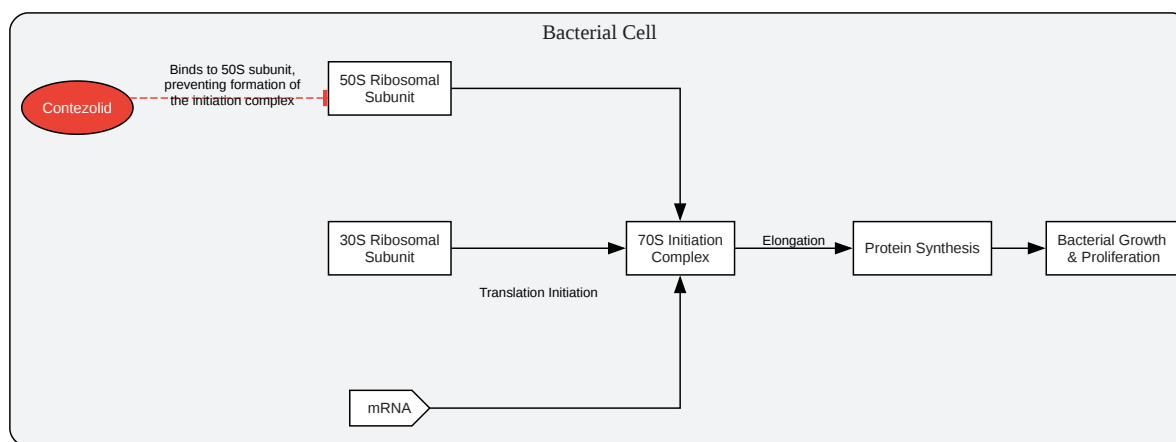 Bacterial Cell
Binds to 50S subunit,
preventing formation of
the initiation complex
Contezolid
50S Ribosomal
Subunit
30S Ribosomal
Subunit
70S Initiation
Complex
Elongation
Protein Synthesis
Bacterial Growth
& Proliferation
Translation Initiation
mRNA